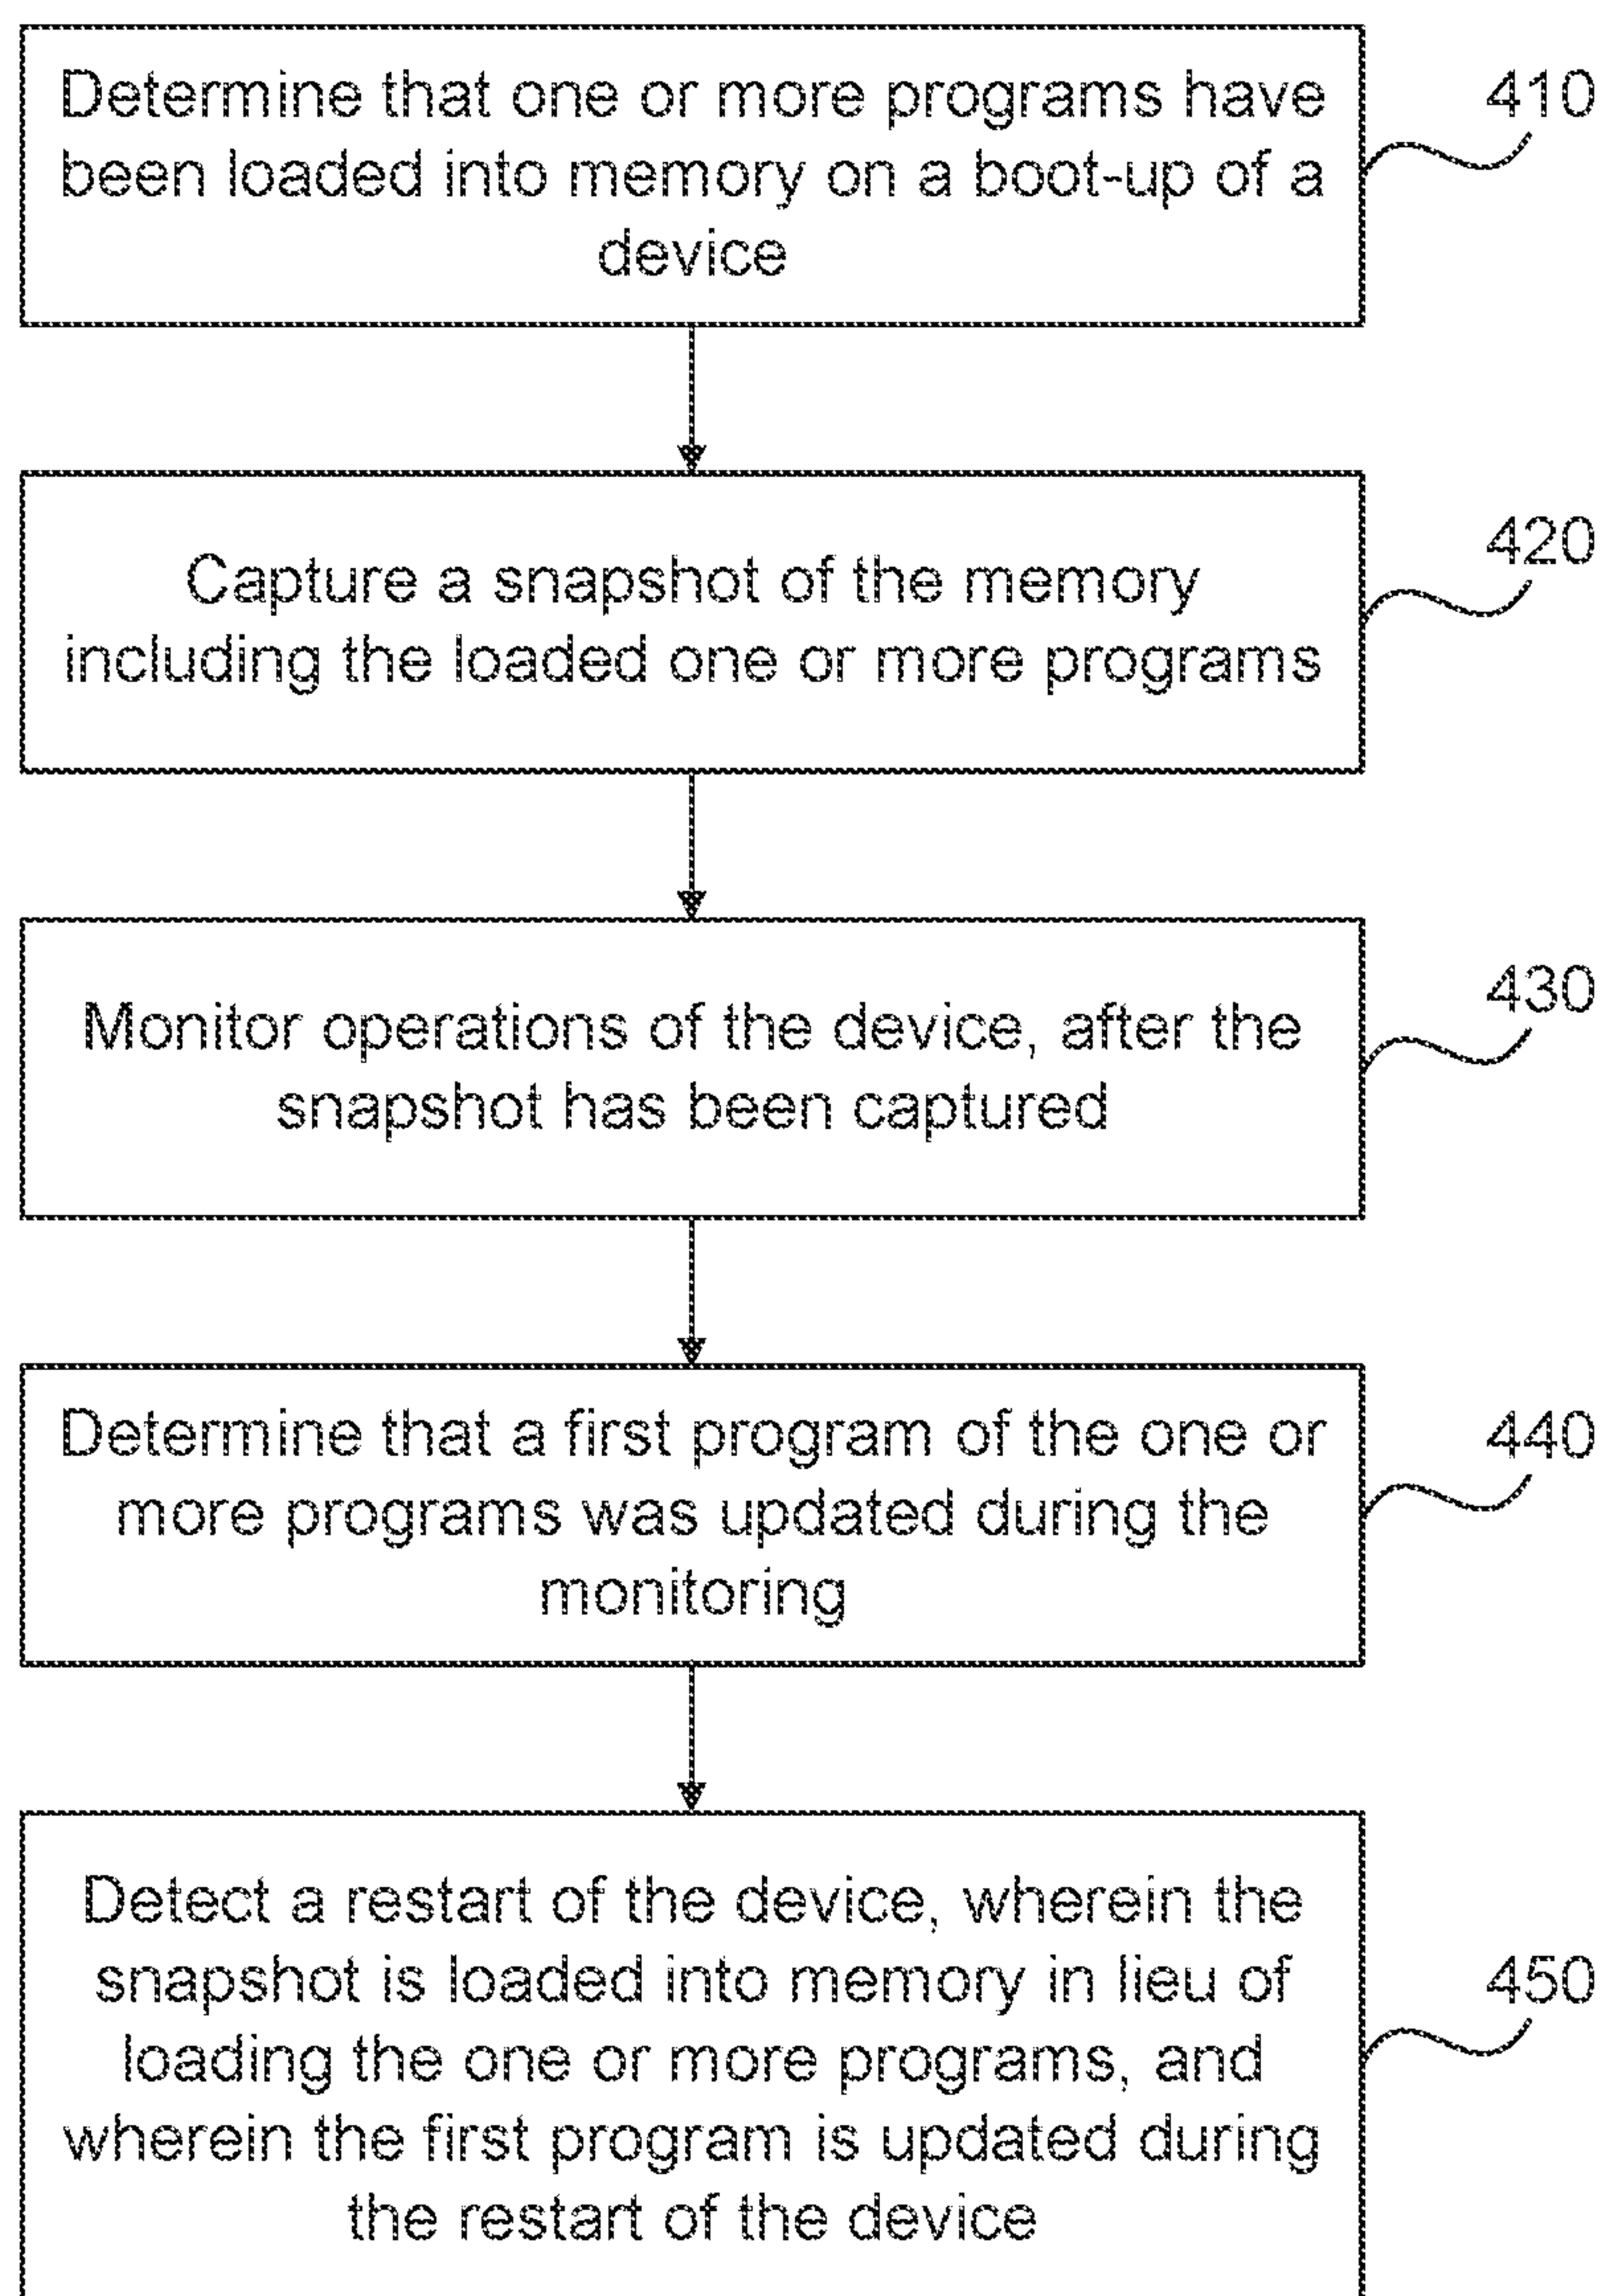 Determine that one or more programs have
been loaded into memory on a boot-up of a
device
410
Capture a snapshot of the memory
including the loaded one or more programs
420
Monitor operations of the device, after the
snapshot has been captured
430
Determine that a first program of the one or
more programs was updated during the
monitoring
440
Detect a restart of the device, wherein the
snapshot is loaded into memory in lieu of
loading the one or more programs, and
wherein the first program is updated during
the restart of the device
450